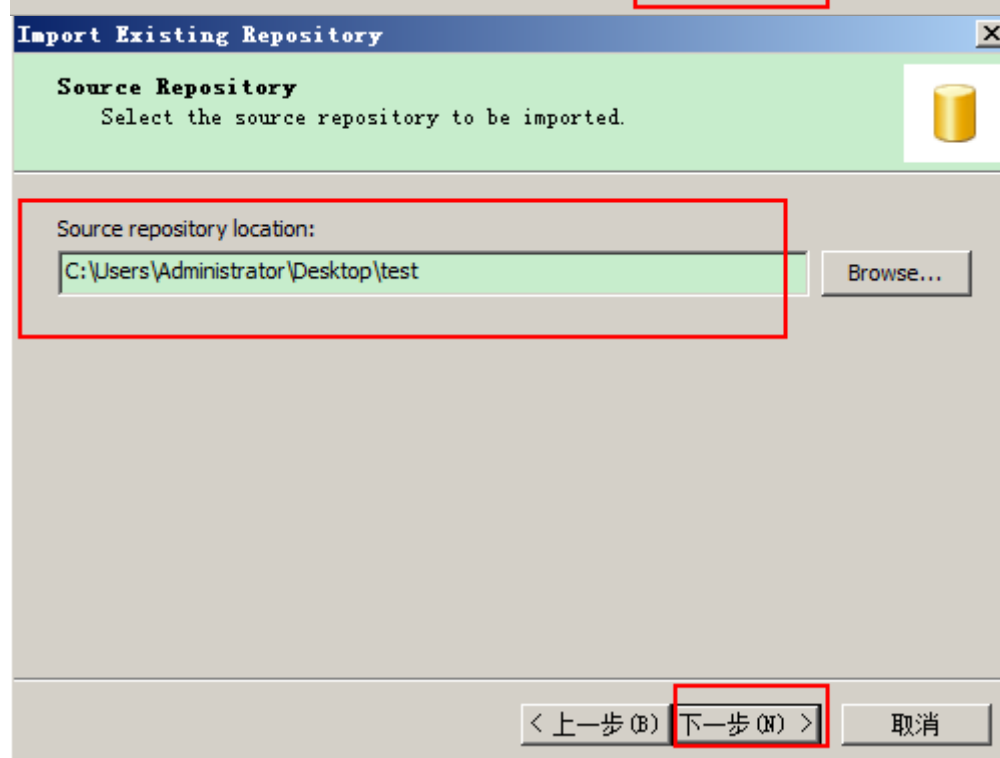 Import Existing Repository
Source Repository
Select the source repository to be imported.
Source repository location:
C:\Users\Administrator\Desktop\test
Browse...
< 上一步(B)
下一步(N) >
取消